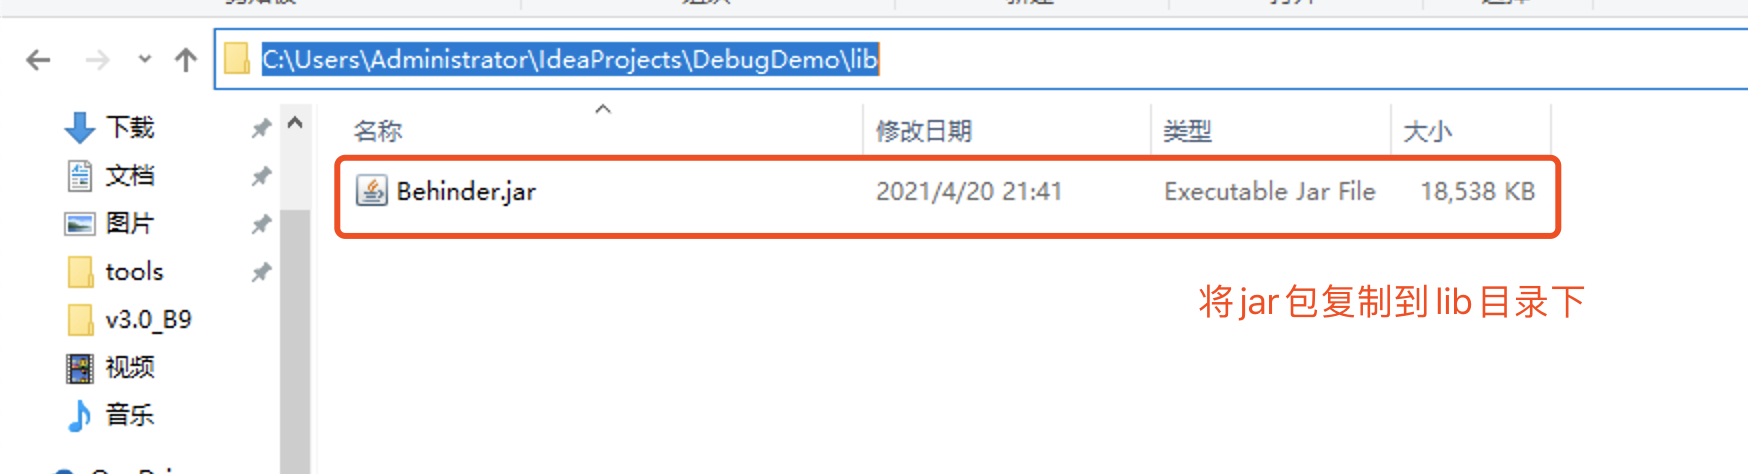 C:\Users\Administrator\IdeaProjects\DebugDemo\lib
下载
文档
图片
tools
v3.0_B9
视频
音乐
名称 修改日期 类型 大小
Behinder.jar 2021/4/20 21:41 Executable Jar File 18,538 KB
将jar包复制到lib目录下